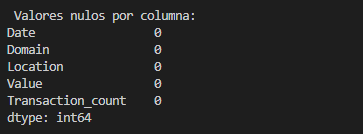 Valores nulos por columna:
Date 0
Domain 0
Location 0
Value 0
Transaction_count 0
dtype: int64